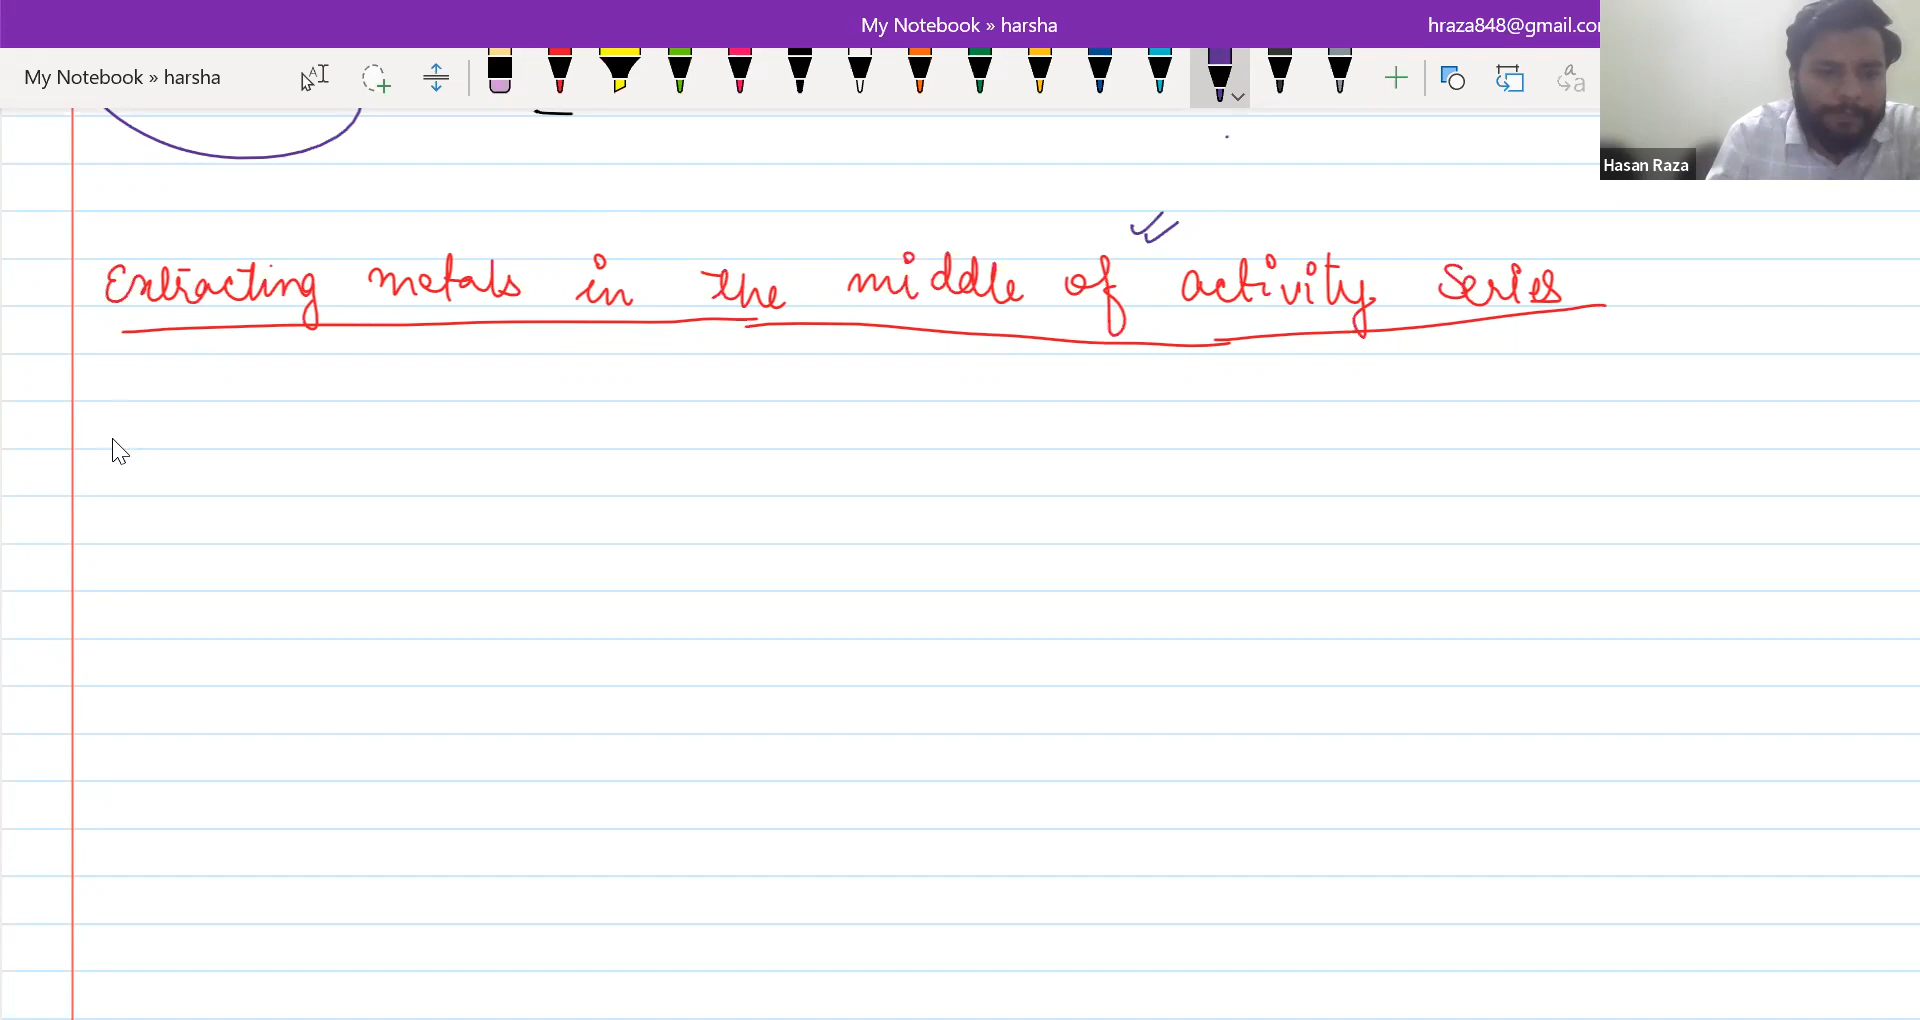 My Notebook » harsha
hraza848@gmail.co
My Notebook » harsha
Hasan Raza
Extracting metals in the middle of activity series